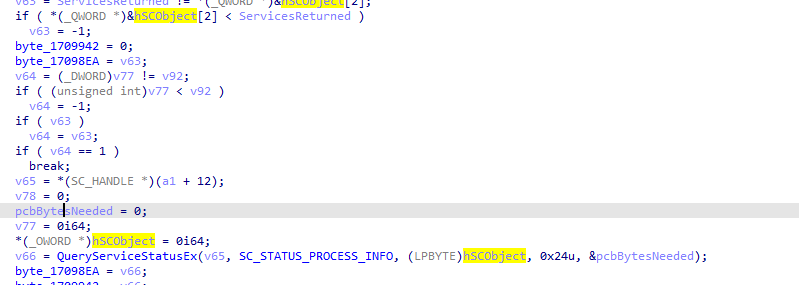 v63 = ServicesReturned != *(_QWORD *)&hSCObject[2];
if ( *(_QWORD *)&hSCObject[2] < ServicesReturned )
v63 = -1;
byte_1709942 = 0;
byte_17098EA = v63;
v64 = (_DWORD)v77 != v92;
if ( (unsigned int)v77 < v92 )
v64 = -1;
if ( v63 )
v64 = v63;
if ( v64 == 1 )
break;
v65 = *(SC_HANDLE *)(a1 + 12);
v78 = 0;
pcbBytesNeeded = 0;
v77 = 0i64;
*(_OWORD *)hSCObject = 0i64;
v66 = QueryServiceStatusEx(v65, SC_STATUS_PROCESS_INFO, (LPBYTE)hSCObject, 0x24u, &pcbBytesNeeded);
byte_17098EA = v66;
byte_1709942 = v66;